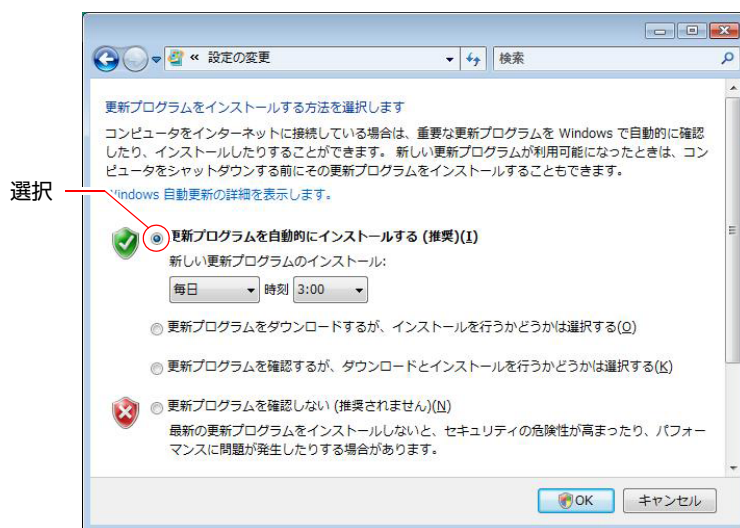 « 設定の変更
検索
更新プログラムをインストールする方法を選択します
コンピュータをインターネットに接続している場合は、重要な更新プログラムを Windows で自動的に確認
したり、インストールしたりすることができます。 新しい更新プログラムが利用可能になったときは、コン
ピュータをシャットダウンする前にその更新プログラムをインストールすることもできます。
選択
Windows 自動更新の詳細を表示します。
更新プログラムを自動的にインストールする (推奨)(I)
新しい更新プログラムのインストール:
毎日 時刻 3:00
更新プログラムをダウンロードするが、インストールを行うかどうかは選択する(O)
更新プログラムを確認するが、ダウンロードとインストールを行うかどうかは選択する(K)
更新プログラムを確認しない (推奨されません)(N)
最新の更新プログラムをインストールしないと、セキュリティの危険性が高まったり、パフォー
マンスに問題が発生したりする場合があります。
OK キャンセル